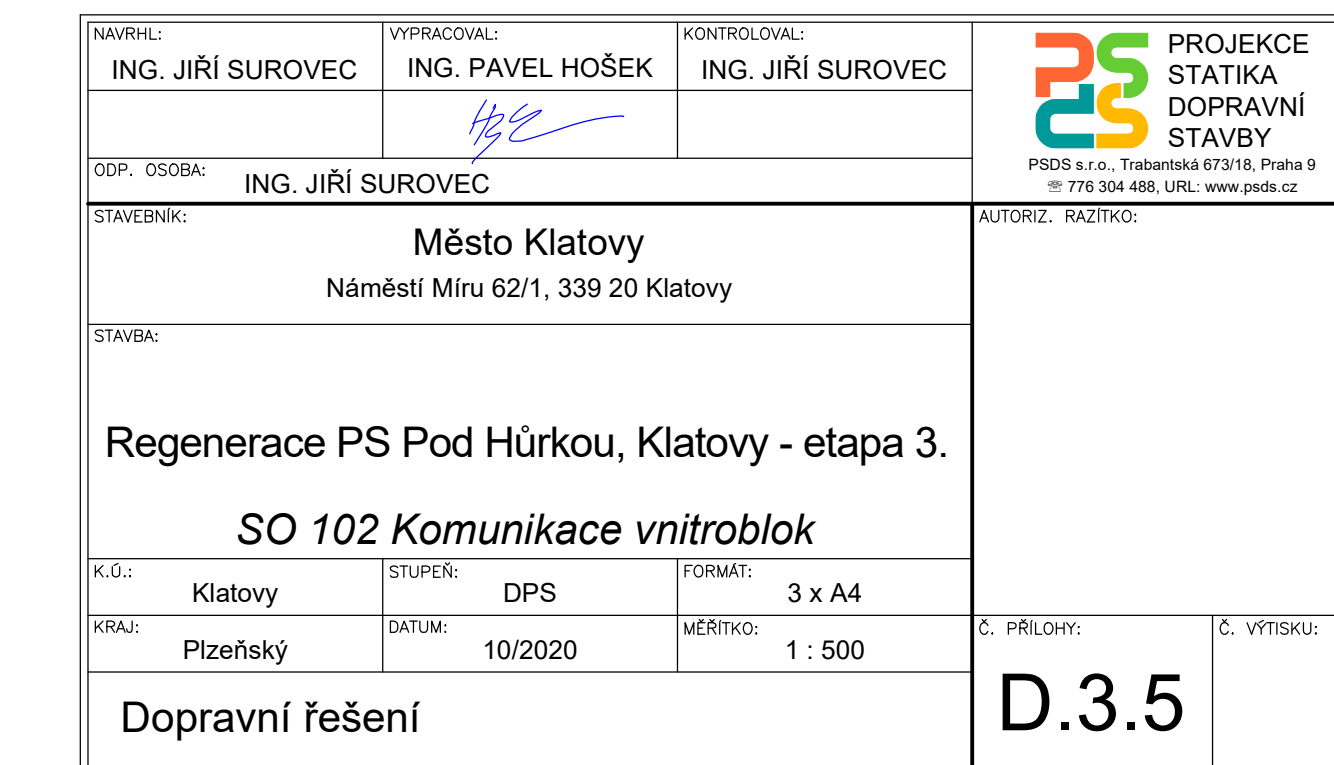 NAVRHL:
ING. JIŘÍ SUROVEC
VYPRACOVAL:
ING. PAVEL HOŠEK
KONTROLOVAL:
ING. JIŘÍ SUROVEC
PROJEKCE
STATIKA
DOPRAVNÍ
STAVBY
PSDS s.r.o., Trabantská 673/18, Praha 9
☏ 776 304 488, URL: www.psds.cz
ODP. OSOBA:
ING. JIŘÍ SUROVEC
STAVEBNÍK:
Město Klatovy
Náměstí Míru 62/1, 339 20 Klatovy
AUTORIZ. RAZÍTKO:
STAVBA:
Regenerace PS Pod Hůrkou, Klatovy - etapa 3.
SO 102 Komunikace vnitroblok
K.Ú.:
Klatovy
STUPEŇ:
DPS
FORMÁT:
3 x A4
KRAJ:
Plzeňský
DATUM:
10/2020
MĚŘÍTKO:
1 : 500
Č. PŘÍLOHY:
D.3.5
Č. VÝTISKU:
Dopravní řešení